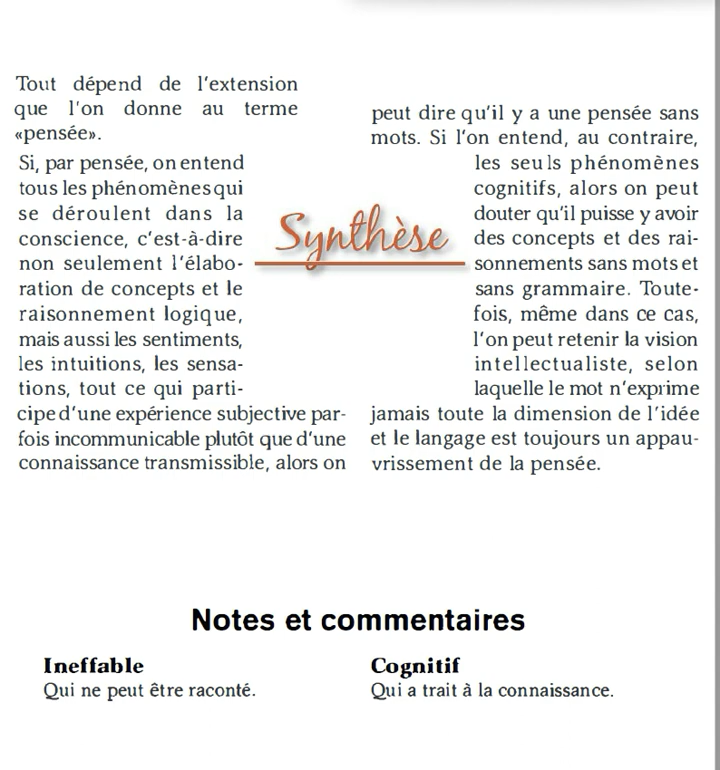 Tout dépend de l'extension
que l'on donne au terme
«pensée».
Si, par pensée, on entend
tous les phénomènes qui
se déroulent dans la
conscience, c'est-à-dire
non seulement l'élabo-
ration de concepts et le
raisonnement logique,
mais aussi les sentiments,
les intuitions, les sensa-
tions, tout ce qui parti-
cipe d'une expérience subjective par-
fois incommunicable plutôt que d'une
connaissance transmissible, alors on
Synthèse
peut dire qu'il y a une pensée sans
mots. Si l'on entend, au contraire,
les seuls phénomènes
cognitifs, alors on peut
douter qu'il puisse y avoir
des concepts et des rai-
sonnements sans mots et
sans grammaire. Toute-
fois, même dans ce cas,
l'on peut retenir la vision
intellectualiste, selon
laquelle le mot n'exprime
jamais toute la dimension de l'idée
et le langage est toujours un appau-
vrissement de la pensée.
Notes et commentaires
Ineffable
Qui ne peut être raconté.
Cognitif
Qui a trait à la connaissance.